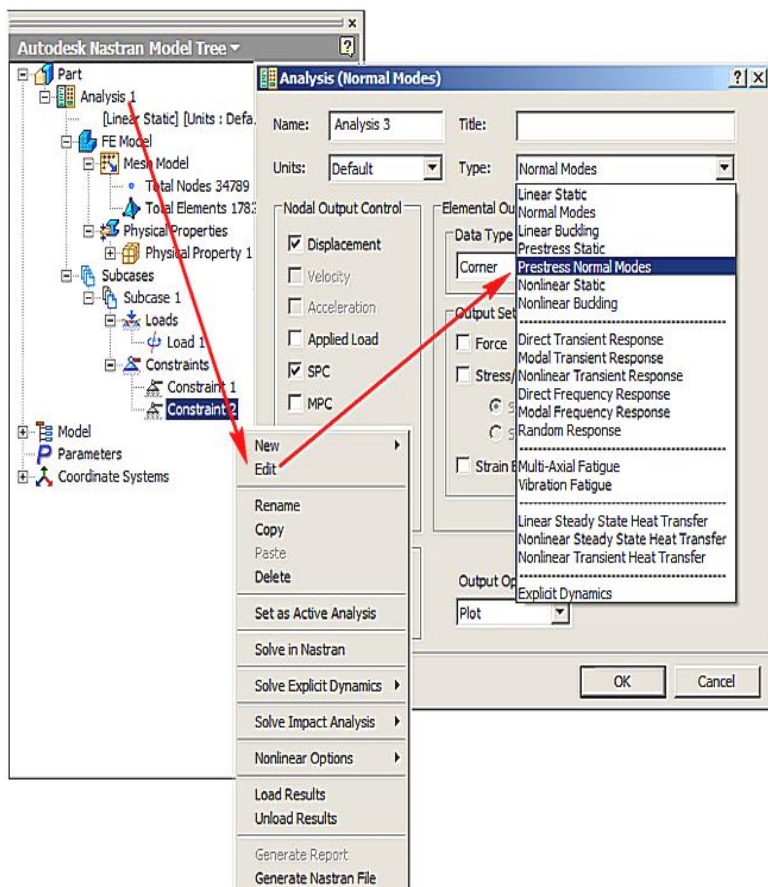 Autodesk Nastran Model Tree
Part
Analysis 1
[Linear Static] [Units : Defa
FE Model
Mesh Model
Total Nodes 34789
Total Elements 1783
Physical Properties
Physical Property 1
Subcases
Subcase 1
Loads
Load 1
Constraints
Constraint 1
Constraint 2
Model
Parameters
Coordinate Systems
New
Edit
Rename
Copy
Paste
Delete
Set as Active Analysis
Solve in Nastran
Solve Explicit Dynamics
Solve Impact Analysis
Nonlinear Options
Load Results
Unload Results
Generate Report
Generate Nastran File
Analysis (Normal Modes)
Name: Analysis 3 Title:
Units: Default Type: Normal Modes
Nodal Output Control
Displacement
Velocity
Acceleration
Applied Load
SPC
MPC
Elemental Ou
Data Type
Corner
Output Set
Force
Stress/
S
S
Strain E
Output Op
Plot
Linear Static
Normal Modes
Linear Buckling
Prestress Static
Prestress Normal Modes
Nonlinear Static
Nonlinear Buckling
Direct Transient Response
Modal Transient Response
Nonlinear Transient Response
Direct Frequency Response
Modal Frequency Response
Random Response
Multi-Axial Fatigue
Vibration Fatigue
Linear Steady State Heat Transfer
Nonlinear Steady State Heat Transfer
Nonlinear Transient Heat Transfer
Explicit Dynamics
OK Cancel